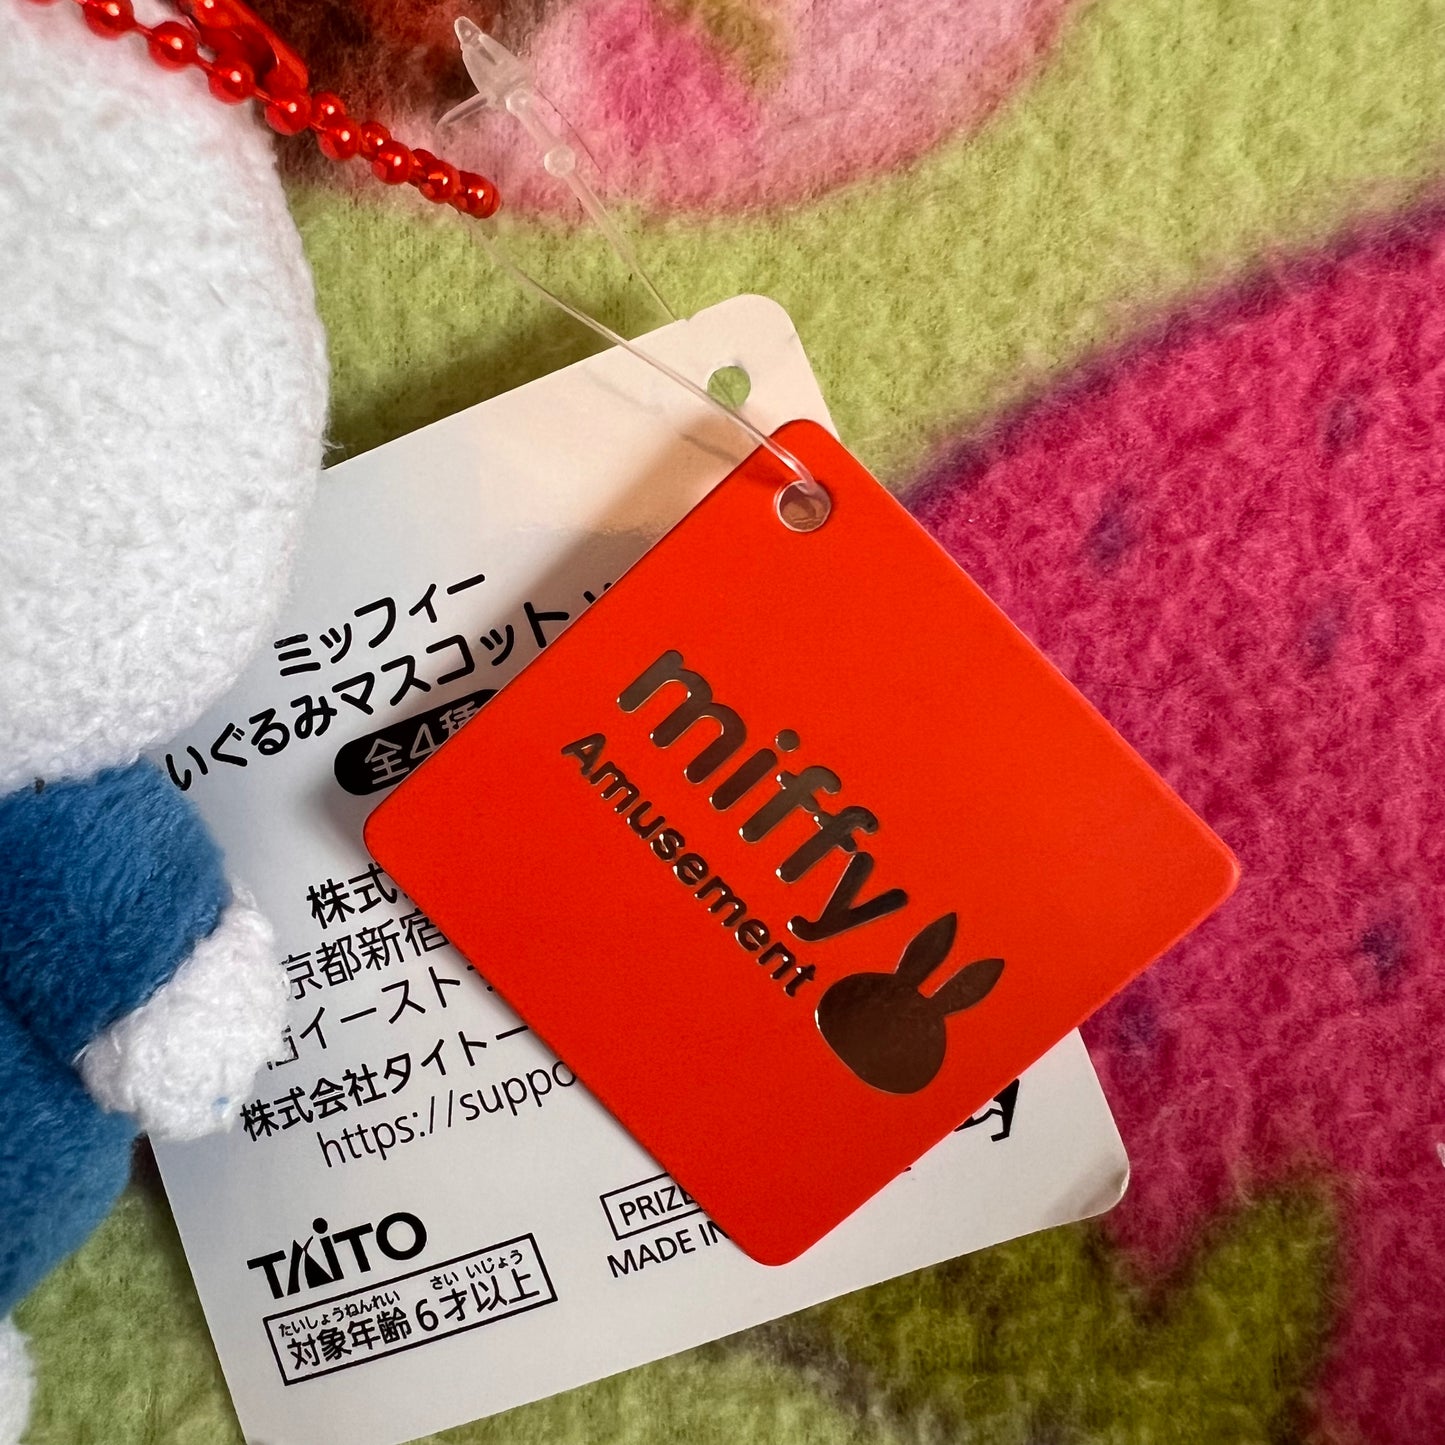 ミッフィー
いぐるみマスコット
全4種
株式
京都新宿
イースト
株式会社タイトー
https://suppo
TAITO
たいしょうねんれい さい いじょう
対象年齢6才以上
PRIZE
MADE IN
miffy
Amusement